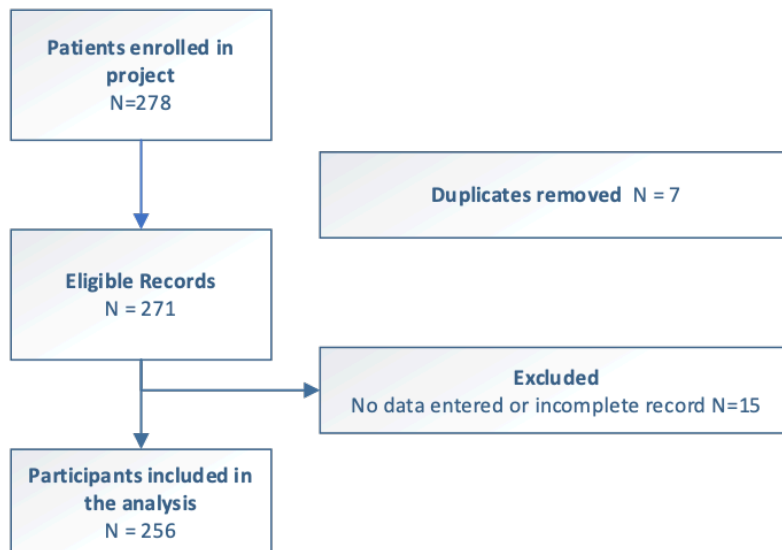 Patients enrolled in
project
N=278
Duplicates removed N = 7
Eligible Records
N = 271
Excluded
No data entered or incomplete record N=15
Participants included in
the analysis
N = 256